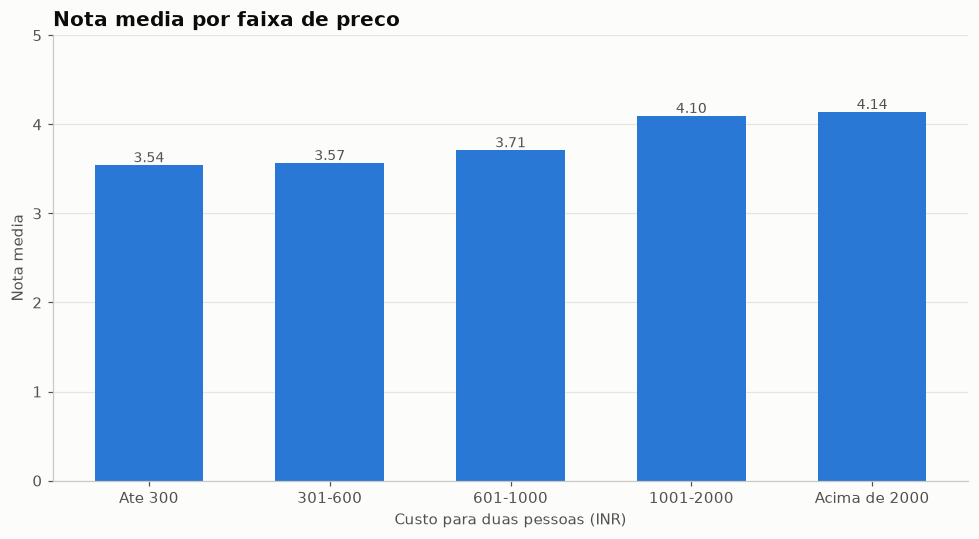 Nota media por faixa de preco
5
4
3
2
1
0
Nota media
3.54
3.57
3.71
4.10
4.14
Ate 300
301-600
601-1000
1001-2000
Acima de 2000
Custo para duas pessoas (INR)